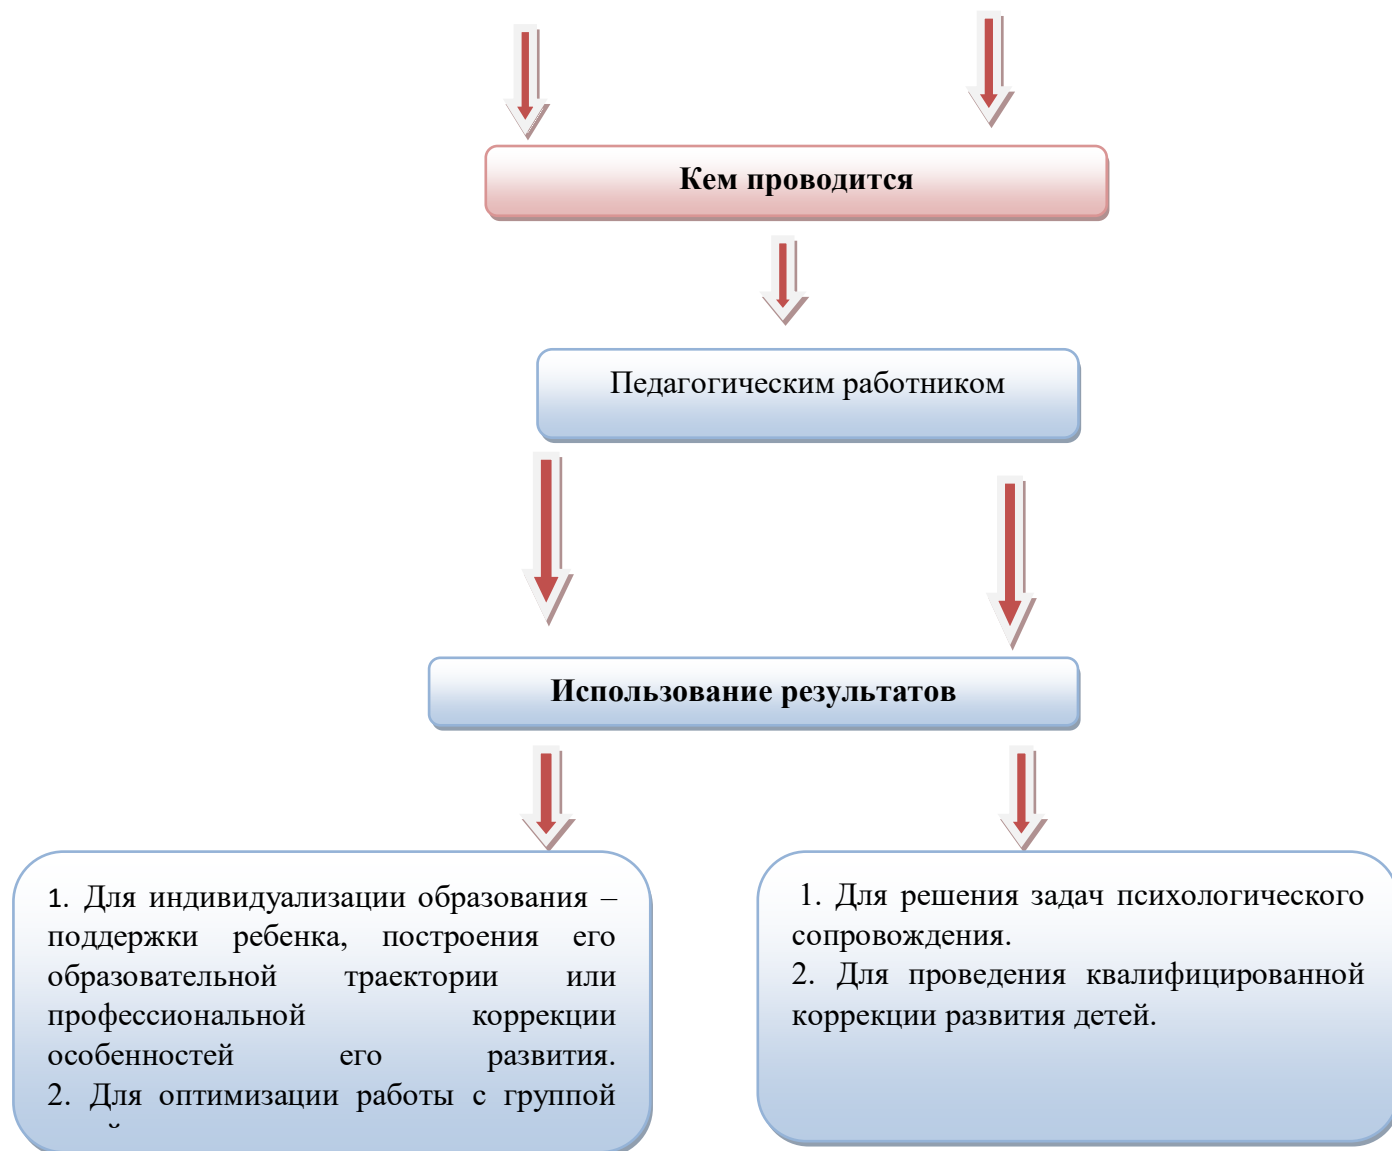 Кем проводится
Педагогическим работником
Использование результатов
1. Для индивидуализации образования –
поддержки ребенка, построения его
образовательной траектории или
профессиональной коррекции
особенностей его развития.
2. Для оптимизации работы с группой
1. Для решения задач психологического
сопровождения.
2. Для проведения квалифицированной
коррекции развития детей.